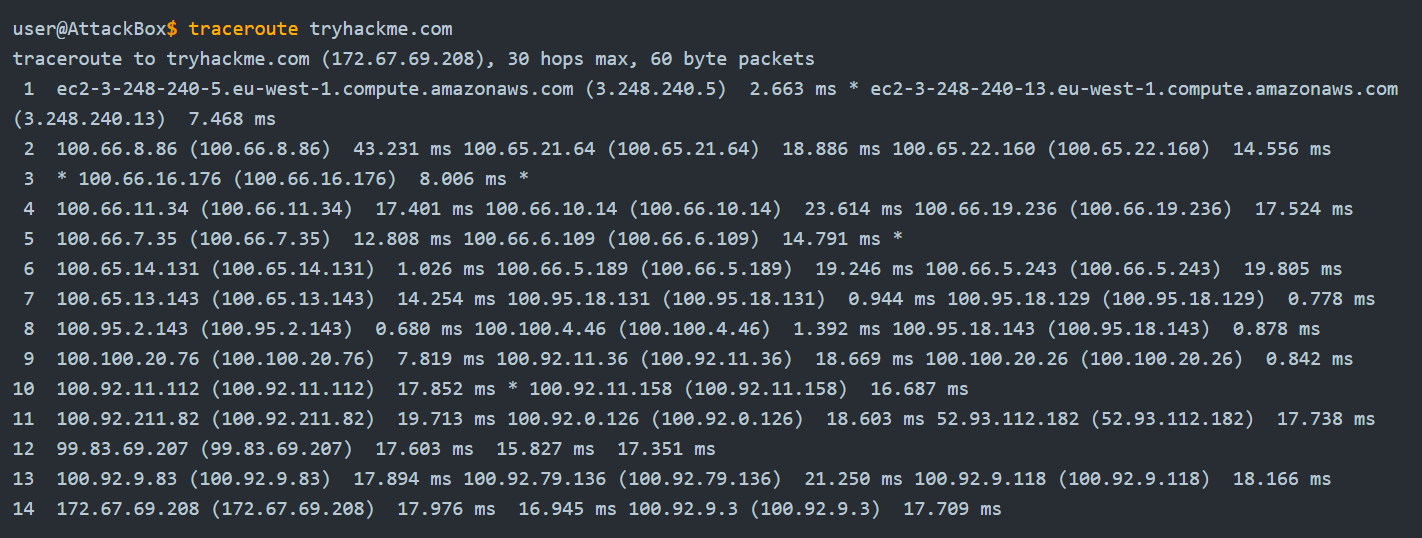 user@AttackBox$ traceroute tryhackme.com
traceroute to tryhackme.com (172.67.69.208), 30 hops max, 60 byte packets
 1  ec2-3-248-240-5.eu-west-1.compute.amazonaws.com (3.248.240.5)  2.663 ms * ec2-3-248-240-13.eu-west-1.compute.amazonaws.com
(3.248.240.13)  7.468 ms
 2  100.66.8.86 (100.66.8.86)  43.231 ms 100.65.21.64 (100.65.21.64)  18.886 ms 100.65.22.160 (100.65.22.160)  14.556 ms
 3  * 100.66.16.176 (100.66.16.176)  8.006 ms *
 4  100.66.11.34 (100.66.11.34)  17.401 ms 100.66.10.14 (100.66.10.14)  23.614 ms 100.66.19.236 (100.66.19.236)  17.524 ms
 5  100.66.7.35 (100.66.7.35)  12.808 ms 100.66.6.109 (100.66.6.109)  14.791 ms *
 6  100.65.14.131 (100.65.14.131)  1.026 ms 100.66.5.189 (100.66.5.189)  19.246 ms 100.66.5.243 (100.66.5.243)  19.805 ms
 7  100.65.13.143 (100.65.13.143)  14.254 ms 100.95.18.131 (100.95.18.131)  0.944 ms 100.95.18.129 (100.95.18.129)  0.778 ms
 8  100.95.2.143 (100.95.2.143)  0.680 ms 100.100.4.46 (100.100.4.46)  1.392 ms 100.95.18.143 (100.95.18.143)  0.878 ms
 9  100.100.20.76 (100.100.20.76)  7.819 ms 100.92.11.36 (100.92.11.36)  18.669 ms 100.100.20.26 (100.100.20.26)  0.842 ms
10  100.92.11.112 (100.92.11.112)  17.852 ms * 100.92.11.158 (100.92.11.158)  16.687 ms
11  100.92.211.82 (100.92.211.82)  19.713 ms 100.92.0.126 (100.92.0.126)  18.603 ms 52.93.112.182 (52.93.112.182)  17.738 ms
12  99.83.69.207 (99.83.69.207)  17.603 ms  15.827 ms  17.351 ms
13  100.92.9.83 (100.92.9.83)  17.894 ms 100.92.79.136 (100.92.79.136)  21.250 ms 100.92.9.118 (100.92.9.118)  18.166 ms
14  172.67.69.208 (172.67.69.208)  17.976 ms  16.945 ms 100.92.9.3 (100.92.9.3)  17.709 ms